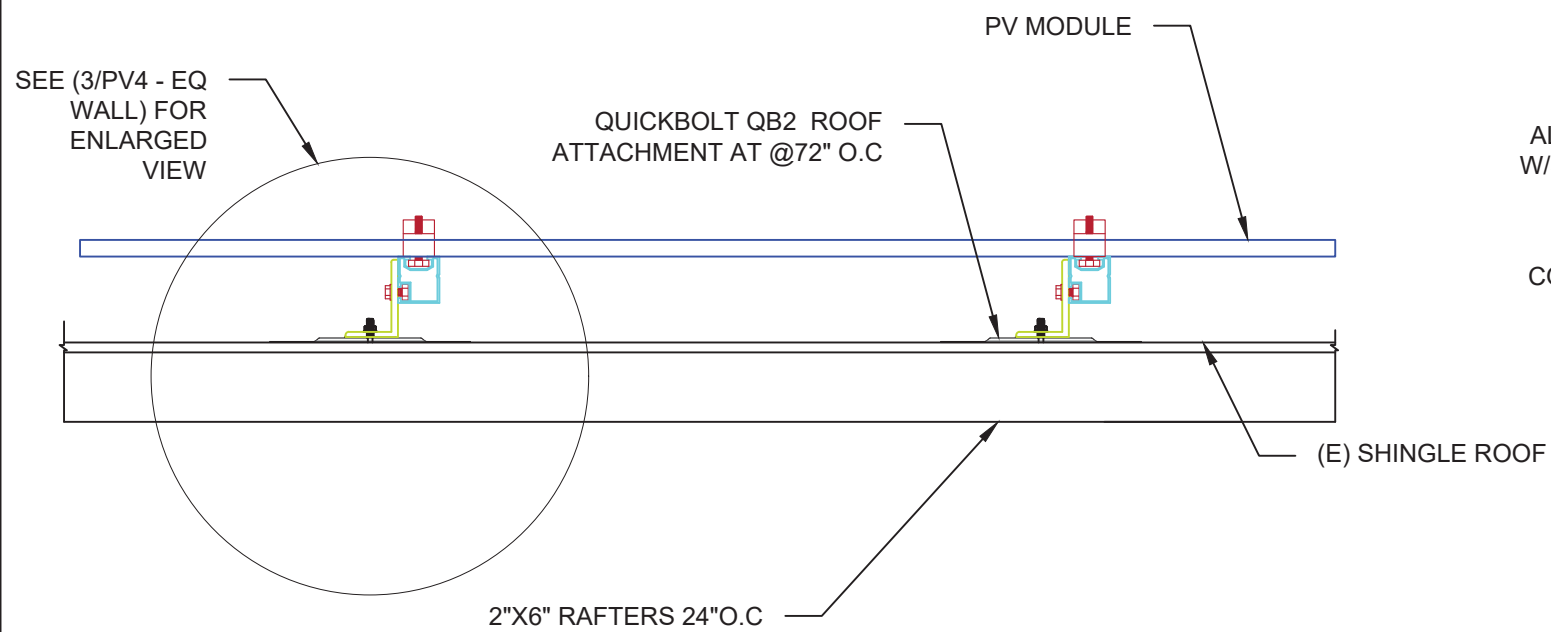 PV MODULE
SEE (3/PV4 - EQ
WALL) FOR
ENLARGED
VIEW
QUICKBOLT QB2 ROOF
ATTACHMENT AT @72" O.C
W/
(E) SHINGLE ROOF
2"X6" RAFTERS 24"O.C